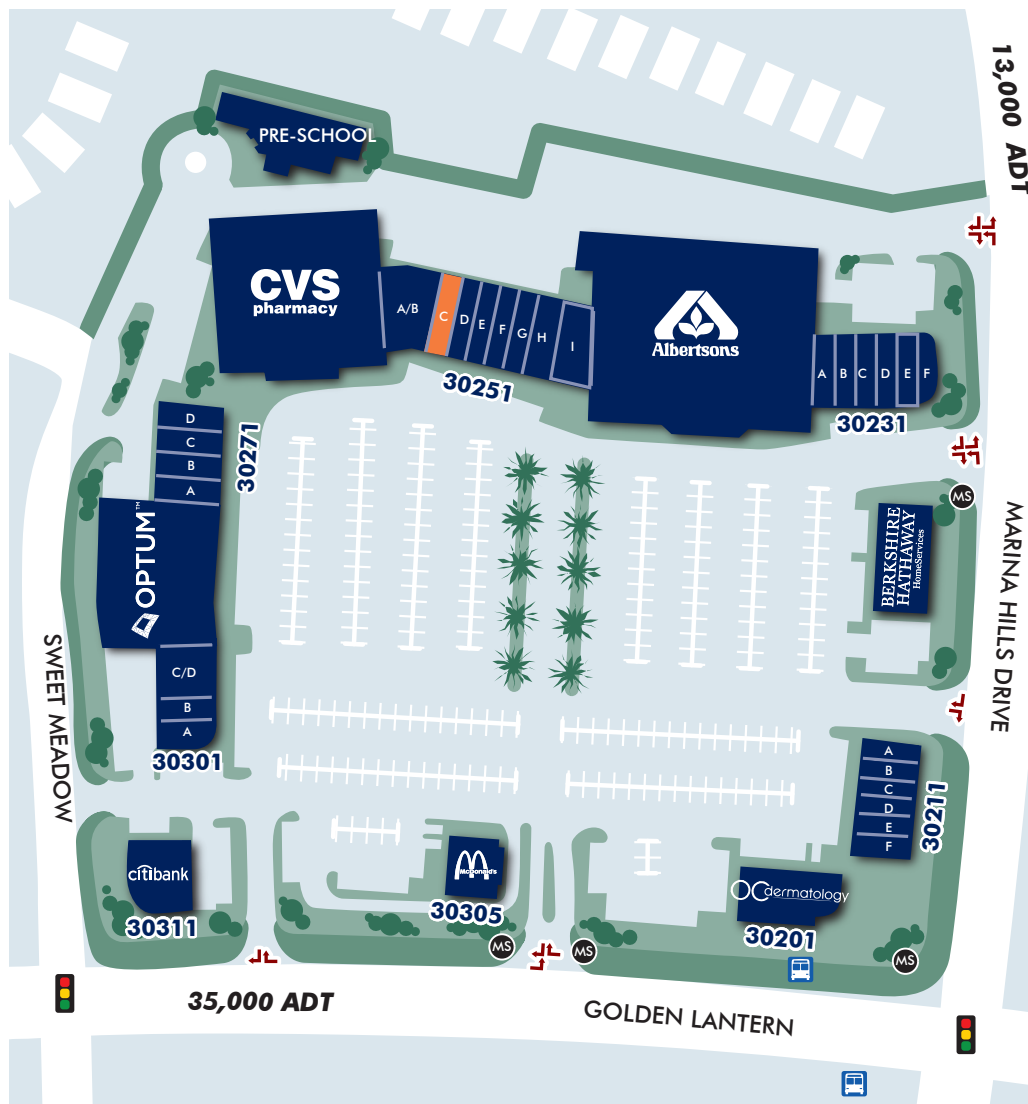 13,000 ADT
PRE-SCHOOL
CVS
pharmacy
A/B
C
D
E
F
G
H
I
30251
Albertsons
A
B
C
D
E
F
30231
D
C
B
A
30271
OPTUM™
C/D
B
A
30301
SWEET MEADOW
MS
BERKSHIRE
HATHAWAY
HomeServices
MARINA HILLS DRIVE
A
B
C
D
E
F
30211
citibank
30311
McDonald's
30305
OCdermatology
30201
MS
MS
MS
35,000 ADT
GOLDEN LANTERN